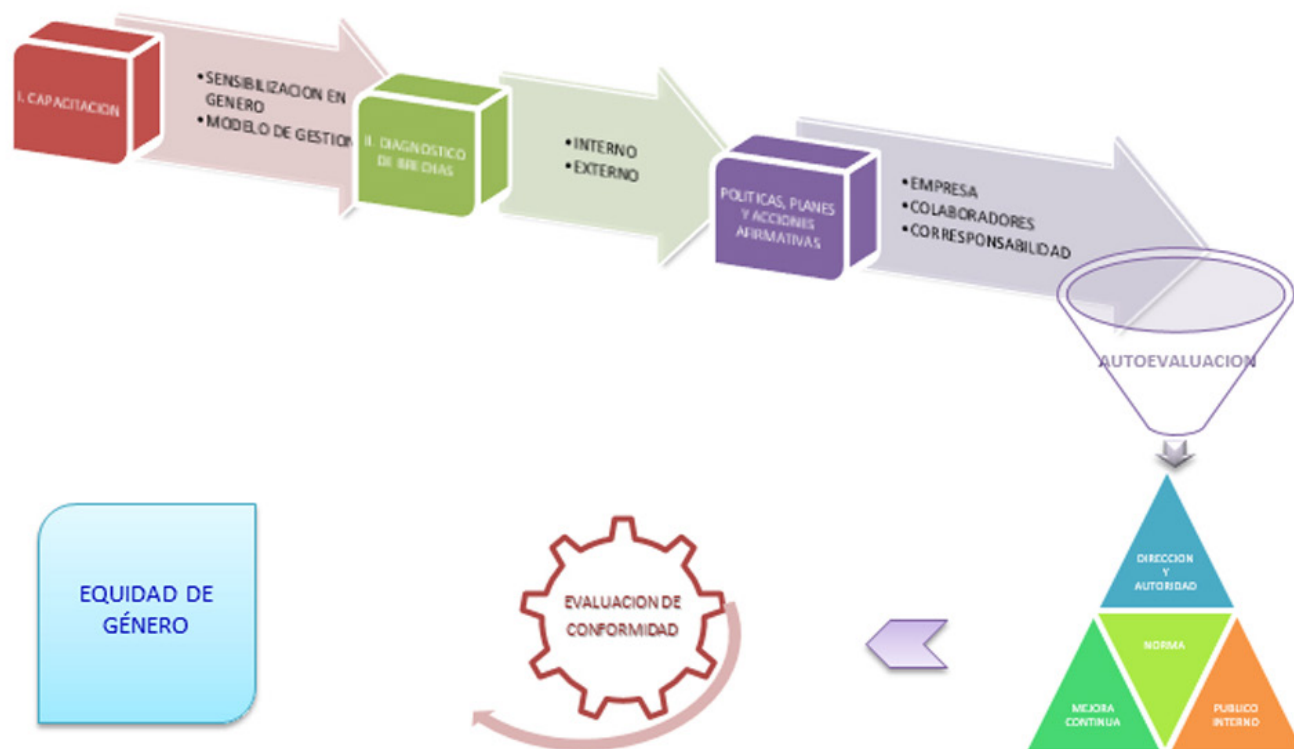 I. CAPACITACION
•SENSIBILIZACION EN
GENERO
•MODELO DE GESTION
II. DIAGNOSTICO
DE BRECHAS
•INTERNO
•EXTERNO
POLITICAS, PLANES
Y ACCIONES
AFIRMATIVAS
•EMPRESA
•COLABORADORES
•CORRESPONSABILIDAD
AUTOEVALUACION
DIRECCION
Y
AUTORIDAD
NORMA
MEJORA
CONTINUA
PUBLICO
INTERNO
EVALUACION DE
CONFORMIDAD
EQUIDAD DE
GÉNERO